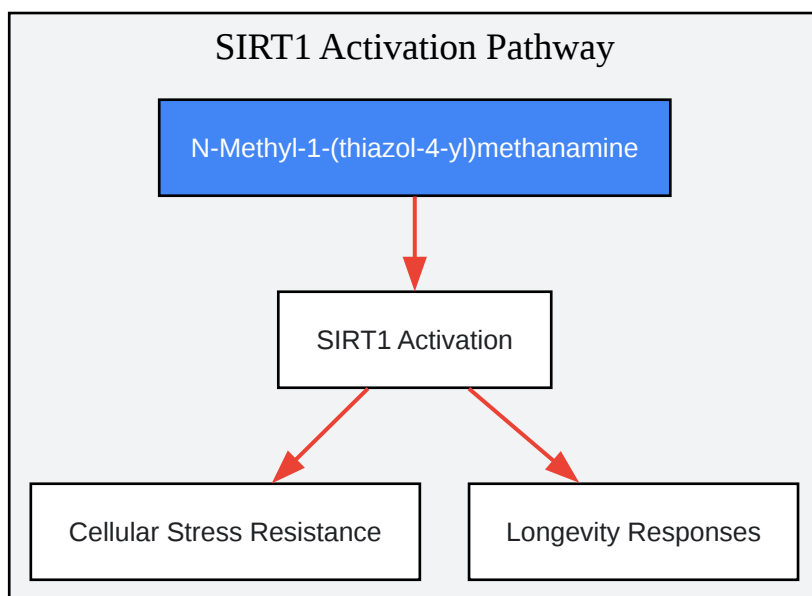 SIRT1 Activation Pathway
N-Methyl-1-(thiazol-4-yl)methanamine
SIRT1 Activation
Cellular Stress Resistance
Longevity Responses